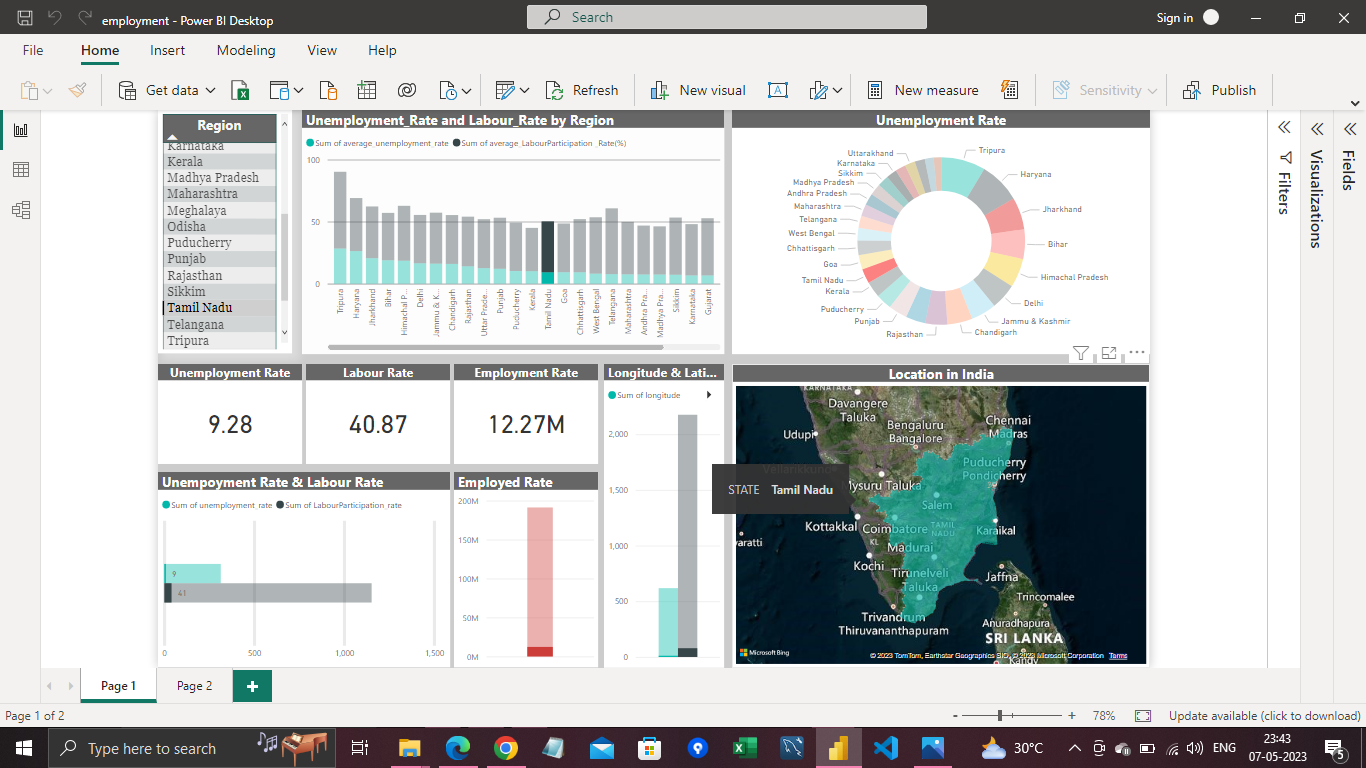 employment - Power BI Desktop
Search
Sign in
File
Home
Insert
Modeling
View
Help
Get data
Refresh
New visual
New measure
Sensitivity
Publish
Region
Karnataka
Kerala
Madhya Pradesh
Maharashtra
Meghalaya
Odisha
Puducherry
Punjab
Rajasthan
Sikkim
Tamil Nadu
Telangana
Tripura
Unemployment_Rate and Labour_Rate by Region
Sum of average_unemployment_rate
Sum of average_LabourParticipation _Rate(%)
100
50
0
Tripura
Haryana
Jharkhand
Bihar
Himachal P...
Delhi
Jammu & K...
Chandigarh
Rajasthan
Uttar Prade...
Punjab
Puducherry
Kerala
Tamil Nadu
Goa
Chhattisgarh
West Bengal
Telangana
Maharashtra
Andhra Pra...
Madhya Pra...
Sikkim
Karnataka
Gujarat
Unemployment Rate
Tripura
Haryana
Jharkhand
Bihar
Himachal Pradesh
Delhi
Jammu & Kashmir
Chandigarh
Rajasthan
Punjab
Puducherry
Kerala
Tamil Nadu
Goa
Chhattisgarh
West Bengal
Telangana
Maharashtra
Andhra Pradesh
Madhya Pradesh
Sikkim
Karnataka
Uttarakhand
Filters
Visualizations
Fields
Unemployment Rate
9.28
Labour Rate
40.87
Employment Rate
12.27M
Longitude & Lati...
Sum of longitude
2,000
1,500
1,000
500
0
Unempoyment Rate & Labour Rate
Sum of unemployment_rate
Sum of LabourParticipation_rate
9
41
0
500
1,000
1,500
Employed Rate
200M
150M
100M
50M
0M
Location in India
KARNATAKA
Davangere
Taluka
Bengaluru
Bangalore
Chennai
Madras
Udupi
Puducherry
Pondicherry
Mysuru Taluka
STATE Tamil Nadu
Salem
Kottakkal
Coimbatore
TAMIL
NADU
Karaikal
KL
Madurai
varatti
Kochi
Tirunelveli
Taluka
Jaffna
Trincomalee
Trivandrum
Thiruvananthapuram
Anuradhapura
SRI LANKA
Kandy
Microsoft Bing
© 2023 TomTom, Earthstar Geographics SIO, © 2023 Microsoft Corporation Terms
Page 1
Page 2
Page 1 of 2
- + 78%
Update available (click to download)
Type here to search
30°C
ENG
23:43
07-05-2023
5